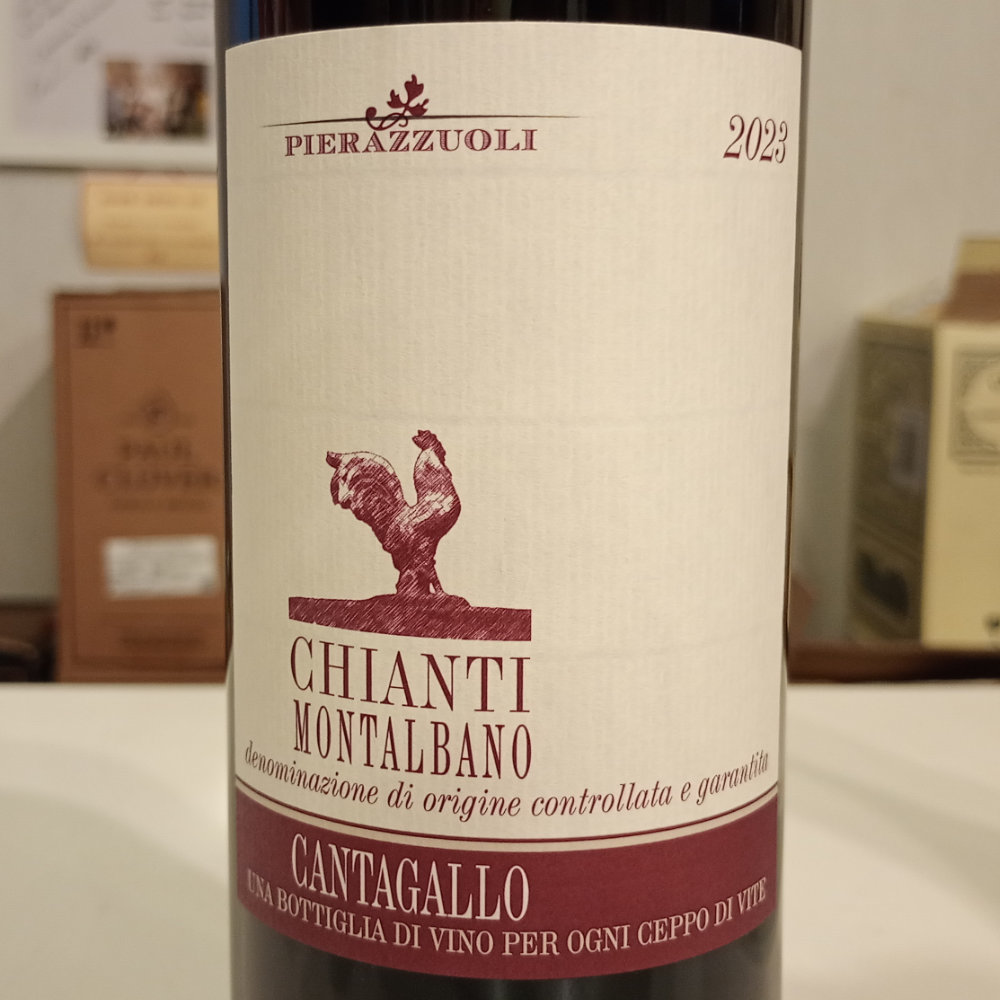 PIERAZZUOLI
2023
CHIANTI
MONTALBANO
denominazione di origine controllata e garantita
CANTAGALLO
UNA BOTTIGLIA DI VINO PER OGNI CEPPO DI VITE
PAUL